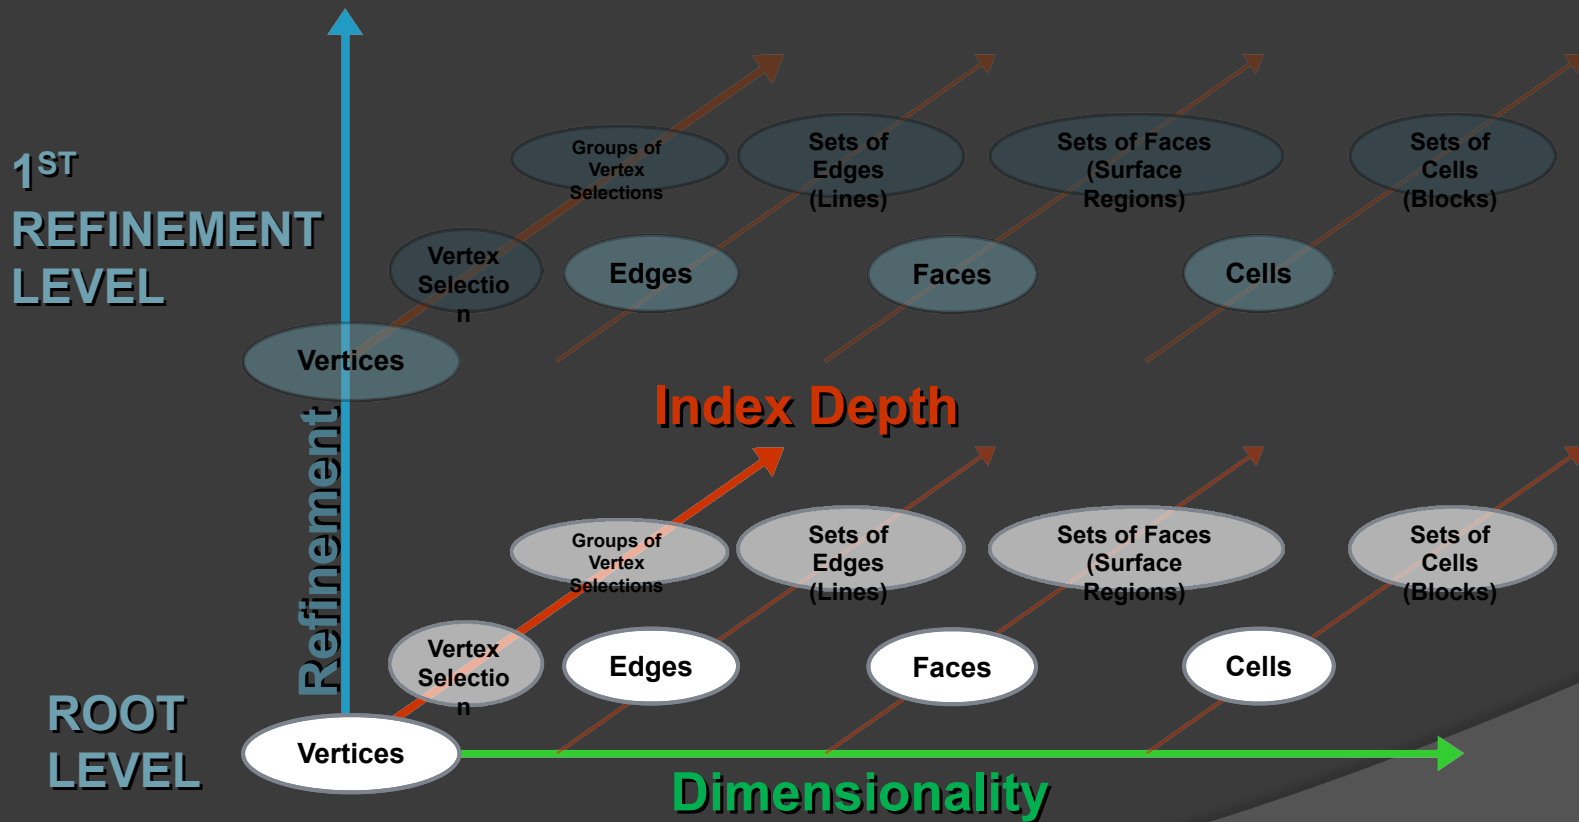 1ST
REFINEMENT
LEVEL
Groups of
Vertex
Selections
Sets of
Edges
(Lines)
Sets of Faces
(Surface
Regions)
Sets of
Cells
(Blocks)
Vertex
Selectio
n
Edges
Faces
Cells
Vertices
Index Depth
Refinement
Groups of
Vertex
Selections
Sets of
Edges
(Lines)
Sets of Faces
(Surface
Regions)
Sets of
Cells
(Blocks)
Vertex
Selectio
n
Edges
Faces
Cells
ROOT
LEVEL
Vertices
Dimensionality